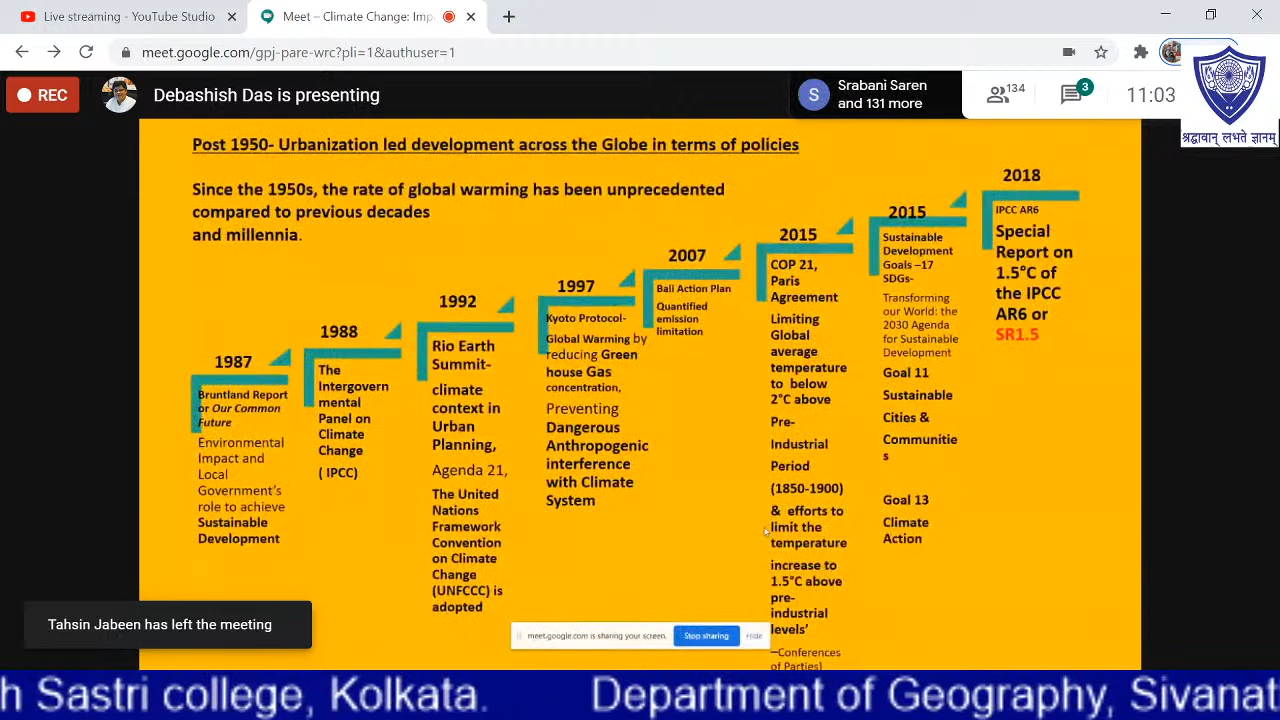 Live streaming - YouTube Studio
Meet – Climate Change: Imp
meet.google.com/gpj-pare-wrc?pli=1&authuser=1
REC
Debashish Das is presenting
S
Srabani Saren
and 131 more
134
3
11:03
श्रद्धावान् लभते ज्ञानम्
Post 1950- Urbanization led development across the Globe in terms of policies
Since the 1950s, the rate of global warming has been unprecedented
compared to previous decades
and millennia.
1987
Bruntland Report
or Our Common
Future
Environmental
Impact and
Local
Government's
role to achieve
Sustainable
Development
1988
The
Intergovern
mental
Panel on
Climate
Change
( IPCC)
1992
Rio Earth
Summit-
climate
context in
Urban
Planning,
Agenda 21,
The United
Nations
Framework
Convention
on Climate
Change
(UNFCCC) is
adopted
1997
Kyoto Protocol-
Global Warming by
reducing Green
house Gas
concentration,
Preventing
Dangerous
Anthropogenic
interference
with Climate
System
2007
Bali Action Plan
Quantified
emission
limitation
2015
COP 21,
Paris
Agreement
Limiting
Global
average
temperature
to below
2°C above
Pre-
Industrial
Period
(1850-1900)
& efforts to
limit the
temperature
increase to
1.5°C above
pre-
industrial
levels’
–Conferences
of Parties)
2015
Sustainable
Development
Goals –17
SDGs-
Transforming
our World: the
2030 Agenda
for Sustainable
Development
Goal 11
Sustainable
Cities &
Communitie
s
Goal 13
Climate
Action
2018
IPCC AR6
Special
Report on
1.5°C of
the IPCC
AR6 or
SR1.5
Tahsin Jabeen has left the meeting
meet.google.com is sharing your screen.
Stop sharing
Hide
h Sastri college, Kolkata. Department of Geography, Sivanat